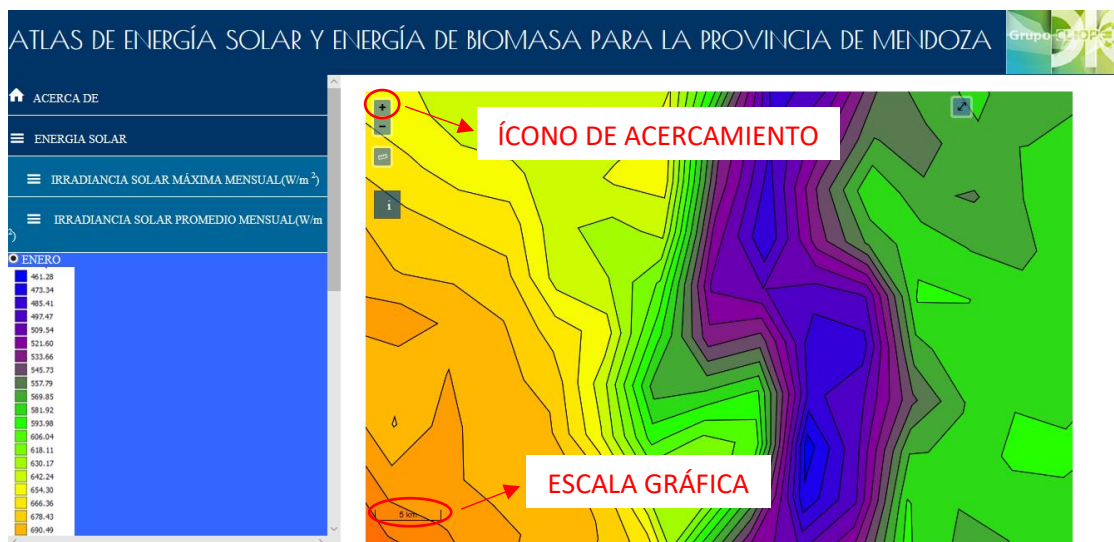 ATLAS DE ENERGÍA SOLAR Y ENERGÍA DE BIOMASA PARA LA PROVINCIA DE MENDOZA
Grupo CLIOPE
ACERCA DE
ENERGIA SOLAR
IRRADIANCIA SOLAR MÁXIMA MENSUAL(W/m 2)
IRRADIANCIA SOLAR PROMEDIO MENSUAL(W/m
2)
ENERO
461.28
473.34
485.41
497.47
509.54
521.60
533.66
545.73
557.79
569.85
581.92
593.98
606.04
618.11
630.17
642.24
654.30
666.36
678.43
690.49
+
−
i
ÍCONO DE ACERCAMIENTO
ESCALA GRÁFICA
5 km